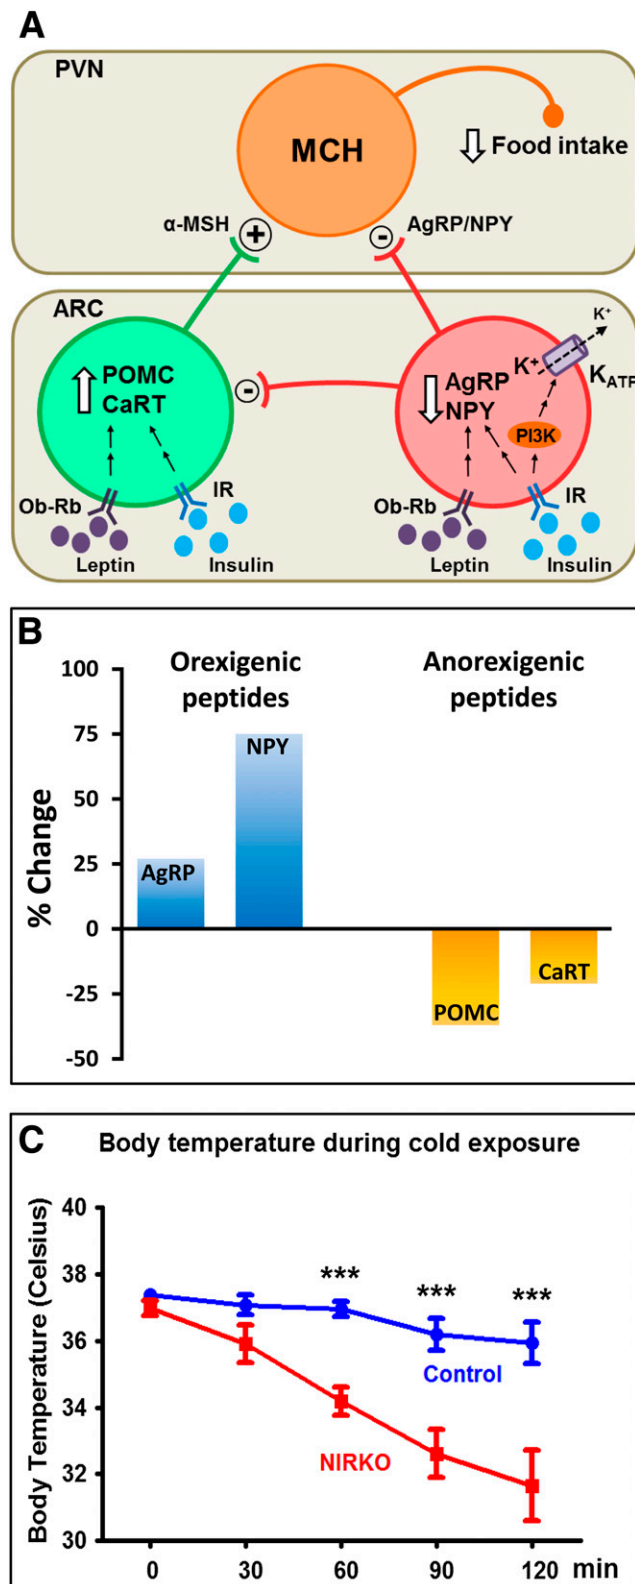 A
PVN
MCH
Food intake
α-MSH
+
-
AgRP/NPY
ARC
POMC
CaRT
-
AgRP
NPY
K⁺
K⁺
K_ATP
PI3K
Ob-Rb
IR
Leptin
Insulin
Ob-Rb
IR
Leptin
Insulin
B
Orexigenic
peptides
Anorexigenic
peptides
% Change
100
75
50
25
0
-25
-50
AgRP
NPY
POMC
CaRT
C
Body temperature during cold exposure
Body Temperature (Celsius)
40
38
36
34
32
30
***
***
***
Control
NIRKO
0 30 60 90 120 min